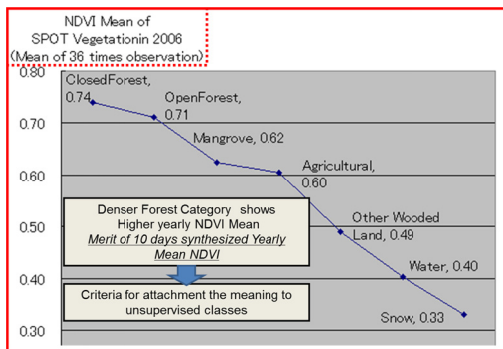 NDVI Mean of
SPOT Vegetationin 2006
(Mean of 36 times observation)
0.80
ClosedForest,
0.74
OpenForest,
0.71
0.70
Mangrove, 0.62
Agricultural,
0.60
0.60
Denser Forest Category shows
Higher yearly NDVI Mean
Merit of 10 days synthesized Yearly
Mean NDVI
Other Wooded
Land, 0.49
0.50
Water, 0.40
0.40
Criteria for attachment the meaning to
unsupervised classes
Snow, 0.33
0.30